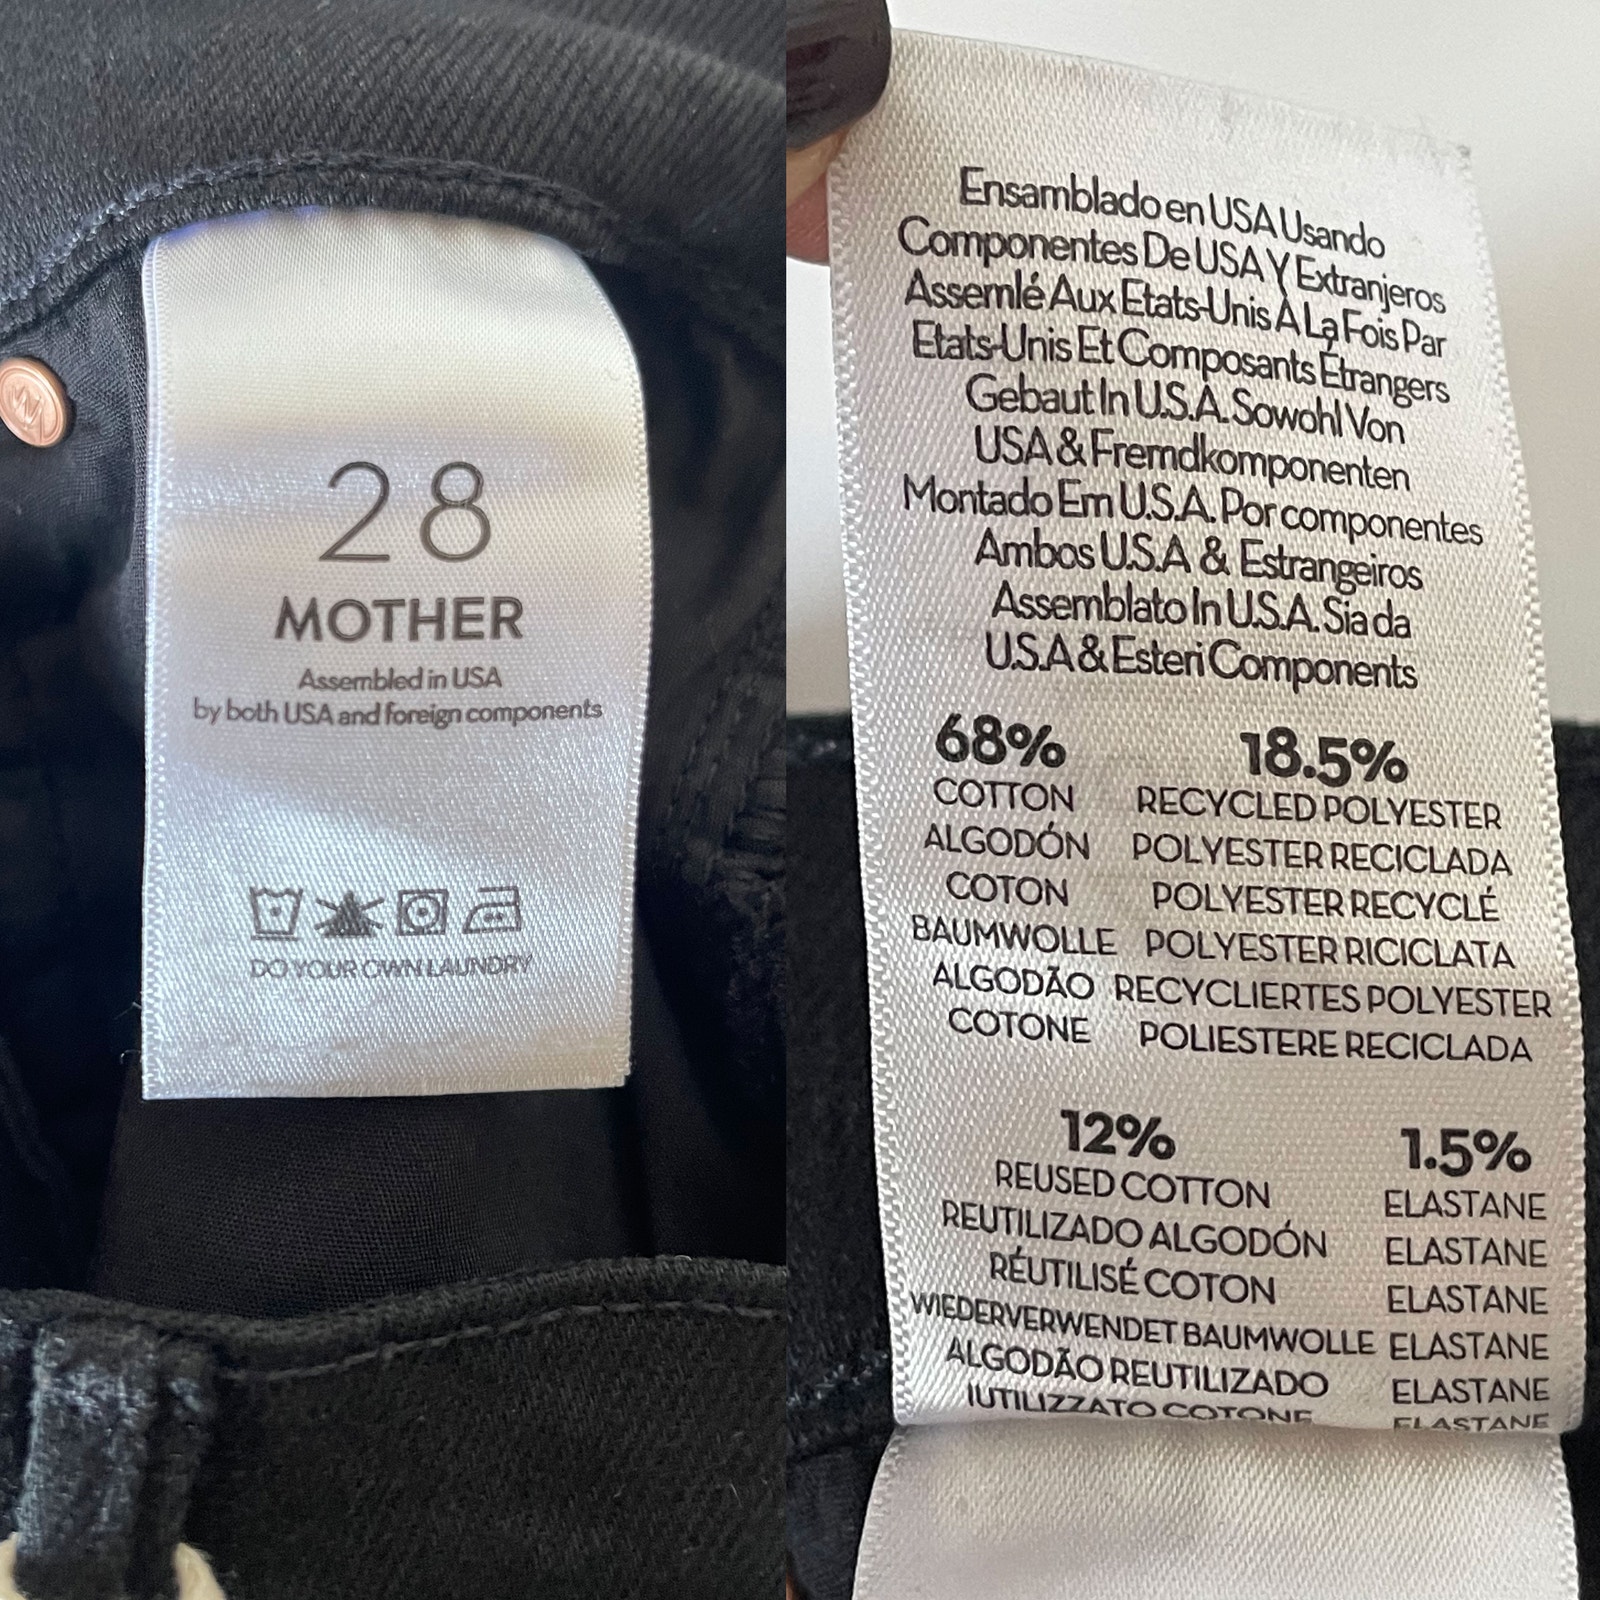 28
MOTHER
Assembled in USA
by both USA and foreign components
DO YOUR OWN LAUNDRY
Ensamblado en USA Usando
Componentes De USA Y Extranjeros
Assemlé Aux Etats-Unis À La Fois Par
Etats-Unis Et Composants Étrangers
Gebaut In U.S.A. Sowohl Von
USA & Fremdkomponenten
Montado Em U.S.A. Por componentes
Ambos U.S.A & Estrangeiros
Assemblato In U.S.A. Sia da
U.S.A & Esteri Components
68% 18.5%
COTTON RECYCLED POLYESTER
ALGODÓN POLYESTER RECICLADA
COTON POLYESTER RECYCLÉ
BAUMWOLLE POLYESTER RICICLATA
ALGODÃO RECYCLIERTES POLYESTER
COTONE POLIESTERE RECICLADA
12% 1.5%
REUSED COTTON ELASTANE
REUTILIZADO ALGODÓN ELASTANE
RÉUTILISÉ COTON ELASTANE
WIEDERVERWENDET BAUMWOLLE ELASTANE
ALGODÃO REUTILIZADO ELASTANE
IUTILIZZATO COTONE ELASTANE